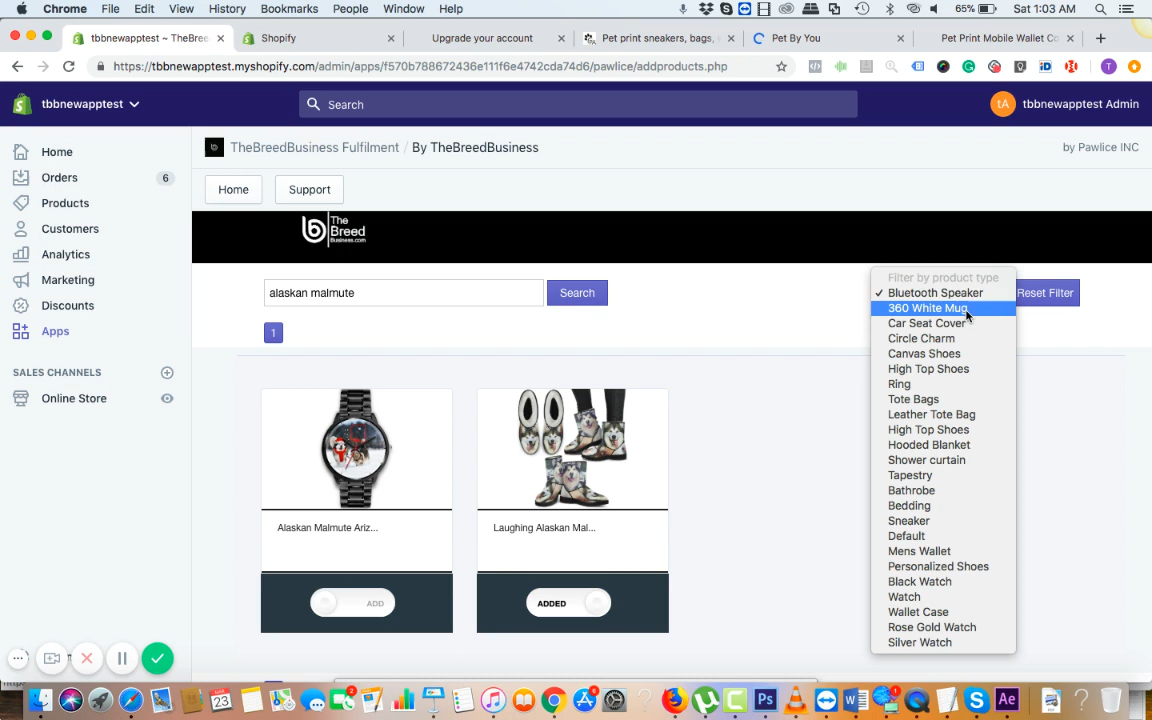 Chrome File Edit View History Bookmarks People Window Help 65% Sat 1:03 AM
tbbnewapptest ~ TheBree
Shopify
Upgrade your account
Pet print sneakers, bags,
Pet By You
Pet Print Mobile Wallet Ca
https://tbbnewapptest.myshopify.com/admin/apps/f570b788672436e111f6e4742cda74d6/pawlice/addproducts.php
tbbnewapptest
Search
tA
tbbnewapptest Admin
Home
Orders 6
Products
Customers
Analytics
Marketing
Discounts
Apps
SALES CHANNELS
Online Store
TheBreedBusiness Fulfilment / By TheBreedBusiness
by Pawlice INC
Home
Support
The
Breed
Business.com
alaskan malmute
Search
Reset Filter
1
Filter by product type
✓ Bluetooth Speaker
360 White Mug
Car Seat Cover
Circle Charm
Canvas Shoes
High Top Shoes
Ring
Tote Bags
Leather Tote Bag
High Top Shoes
Hooded Blanket
Shower curtain
Tapestry
Bathrobe
Bedding
Sneaker
Default
Mens Wallet
Personalized Shoes
Black Watch
Watch
Wallet Case
Rose Gold Watch
Silver Watch
Alaskan Malmute Ariz...
Laughing Alaskan Mal...
ADD
ADDED